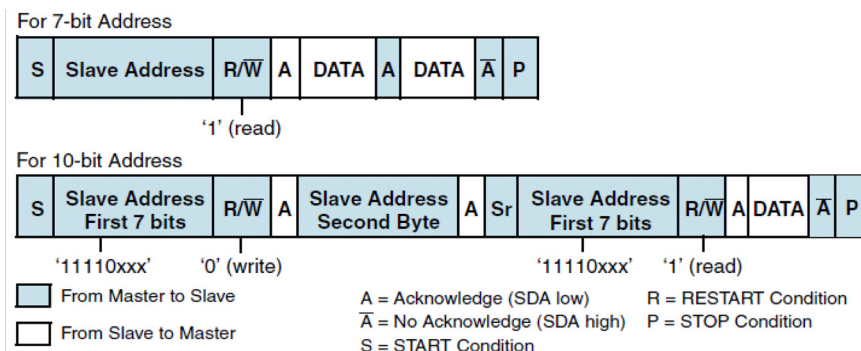 For 7-bit Address
S Slave Address R/W̅ A DATA A DATA A̅ P
'1' (read)
For 10-bit Address
S Slave Address First 7 bits R/W̅ A Slave Address Second Byte A Sr Slave Address First 7 bits R/W̅ A DATA A̅ P
'11110xxx' '0' (write) '11110xxx' '1' (read)
From Master to Slave
From Slave to Master
A = Acknowledge (SDA low)
A̅ = No Acknowledge (SDA high)
S = START Condition
R = RESTART Condition
P = STOP Condition